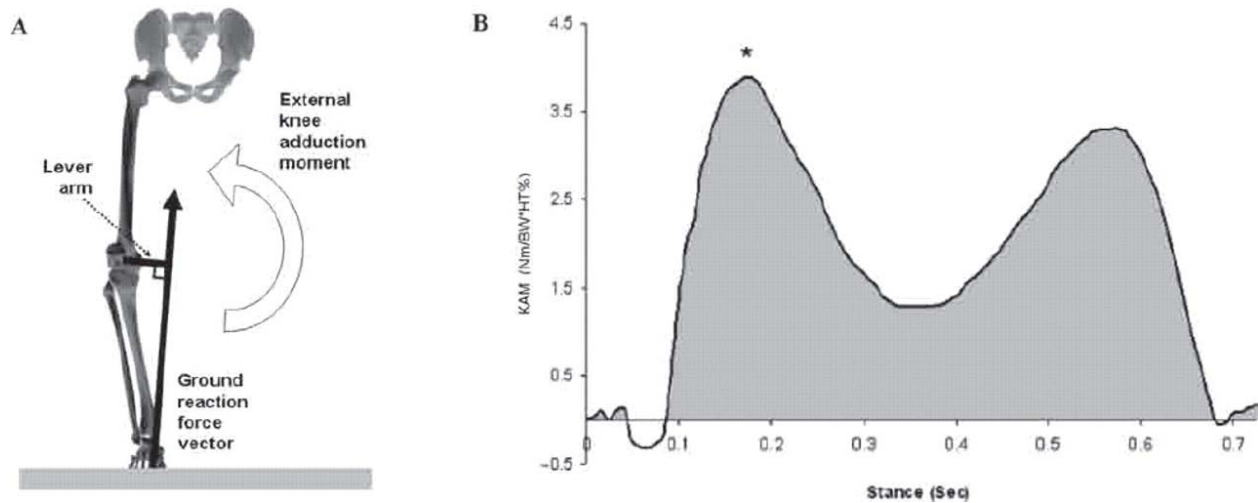 A
External
knee
adduction
moment
Lever
arm
Ground
reaction
force
vector
B
4.5
*
3.5
2.5
1.5
0.5
-0.5
KAM (Nm/BW*HT%)
0
0.1
0.2
0.3
0.4
0.5
0.6
0.7
Stance (Sec)